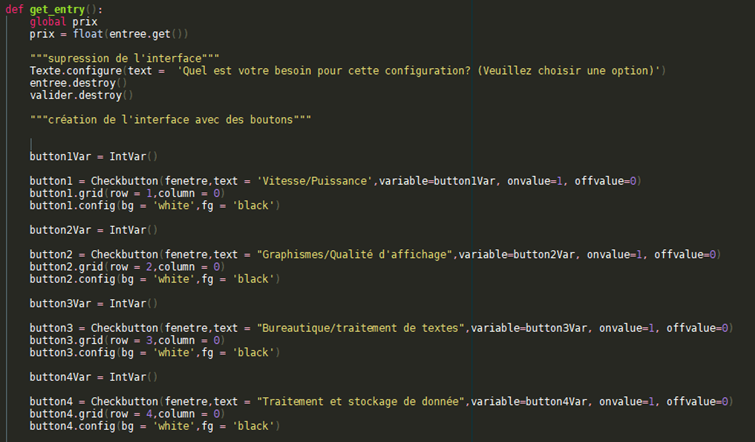 def get_entry():
global prix
prix = float(entree.get())
"""supression de l'interface"""
Texte.configure(text =  'Quel est votre besoin pour cette configuration? (Veuillez choisir une option)')
entree.destroy()
valider.destroy()
"""création de l'interface avec des boutons"""
button1Var = IntVar()
button1 = Checkbutton(fenetre,text = 'Vitesse/Puissance',variable=button1Var, onvalue=1, offvalue=0)
button1.grid(row = 1,column = 0)
button1.config(bg = 'white',fg = 'black')
button2Var = IntVar()
button2 = Checkbutton(fenetre,text = "Graphismes/Qualité d'affichage",variable=button2Var, onvalue=1, offvalue=0)
button2.grid(row = 2,column = 0)
button2.config(bg = 'white',fg = 'black')
button3Var = IntVar()
button3 = Checkbutton(fenetre,text = "Bureautique/traitement de textes",variable=button3Var, onvalue=1, offvalue=0)
button3.grid(row = 3,column = 0)
button3.config(bg = 'white',fg = 'black')
button4Var = IntVar()
button4 = Checkbutton(fenetre,text = "Traitement et stockage de donnée",variable=button4Var, onvalue=1, offvalue=0)
button4.grid(row = 4,column = 0)
button4.config(bg = 'white',fg = 'black')